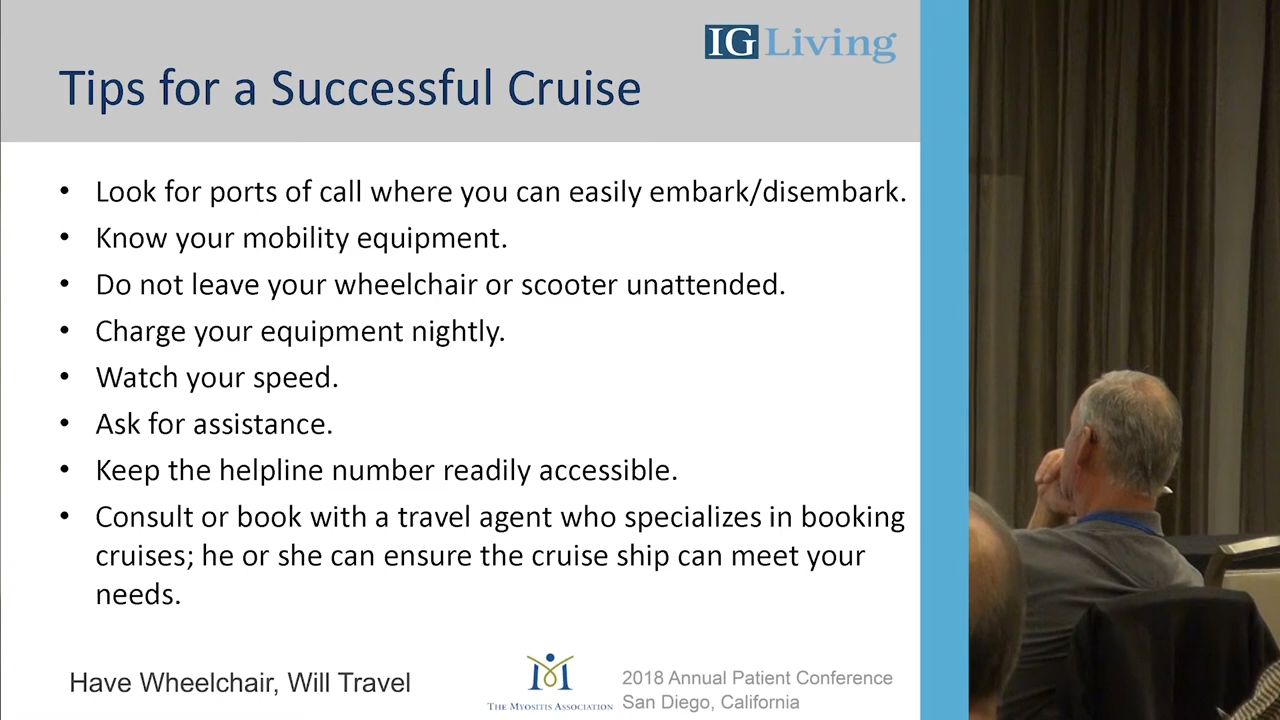 IG Living
Tips for a Successful Cruise
• Look for ports of call where you can easily embark/disembark.
• Know your mobility equipment.
• Do not leave your wheelchair or scooter unattended.
• Charge your equipment nightly.
• Watch your speed.
• Ask for assistance.
• Keep the helpline number readily accessible.
• Consult or book with a travel agent who specializes in booking
cruises; he or she can ensure the cruise ship can meet your
needs.
Have Wheelchair, Will Travel
THE MYOSITIS ASSOCIATION
2018 Annual Patient Conference
San Diego, California